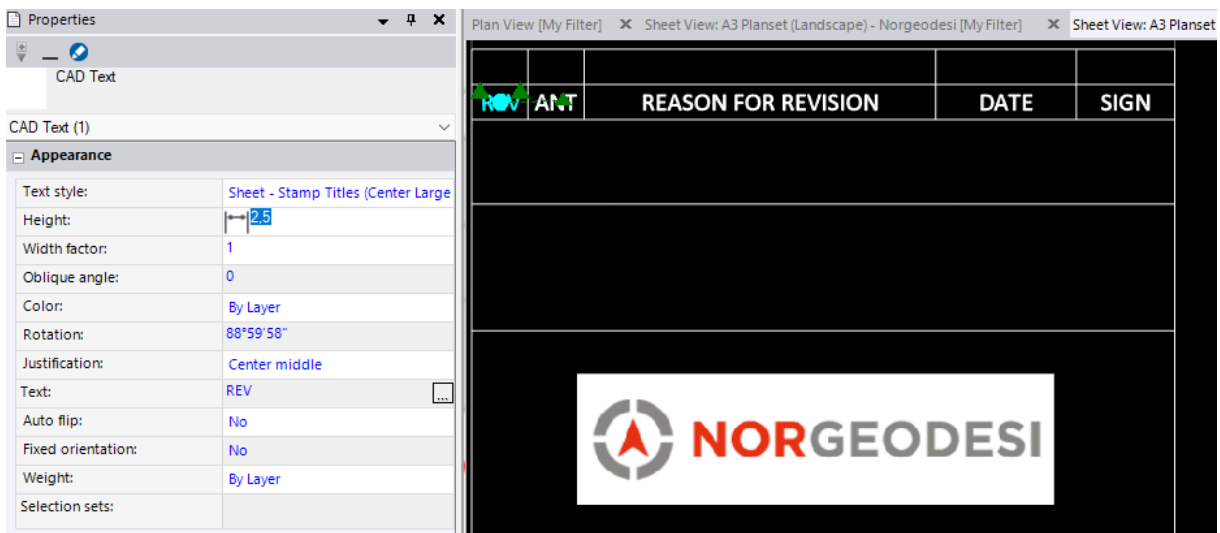 Properties
CAD Text
CAD Text (1)
Appearance
Text style: Sheet - Stamp Titles (Center Large
Height: 2,5
Width factor: 1
Oblique angle: 0
Color: By Layer
Rotation: 88°59'58"
Justification: Center middle
Text: REV ...
Auto flip: No
Fixed orientation: No
Weight: By Layer
Selection sets:
Plan View [My Filter] Sheet View: A3 Planset (Landscape) - Norgeodesi [My Filter] Sheet View: A3 Planset
REV ANT REASON FOR REVISION DATE SIGN
NORGEODESI